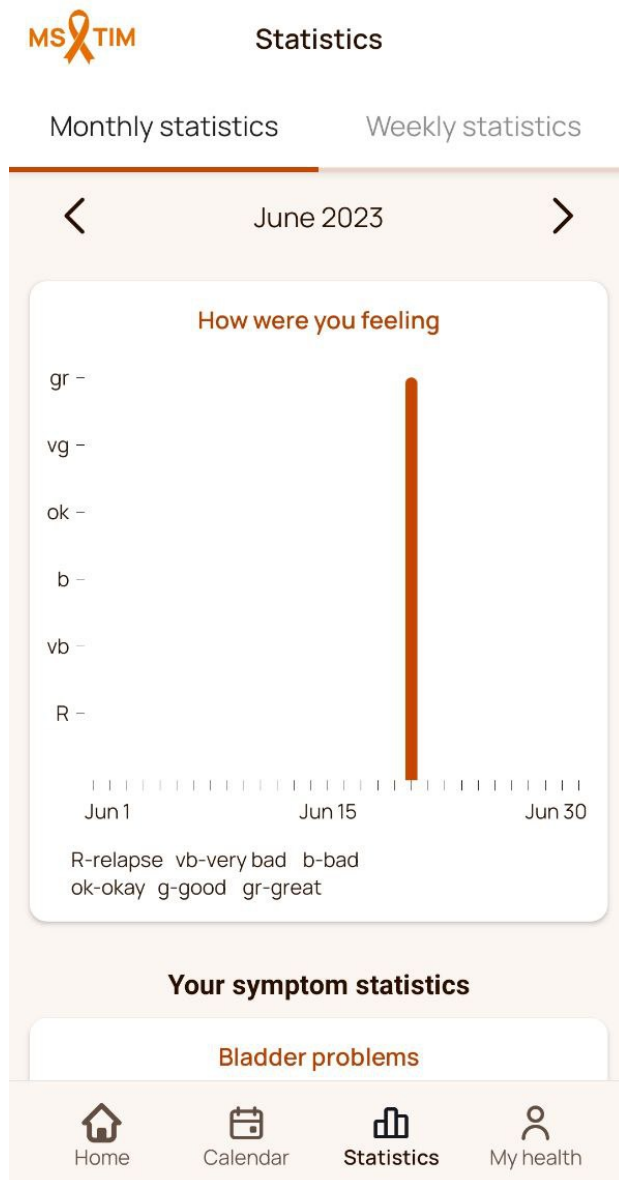 MS TIM
Statistics
Monthly statistics Weekly statistics
June 2023
How were you feeling
gr
vg
ok
b
vb
R
Jun 1 Jun 15 Jun 30
R-relapse vb-very bad b-bad
ok-okay g-good gr-great
Your symptom statistics
Bladder problems
Home Calendar Statistics My health